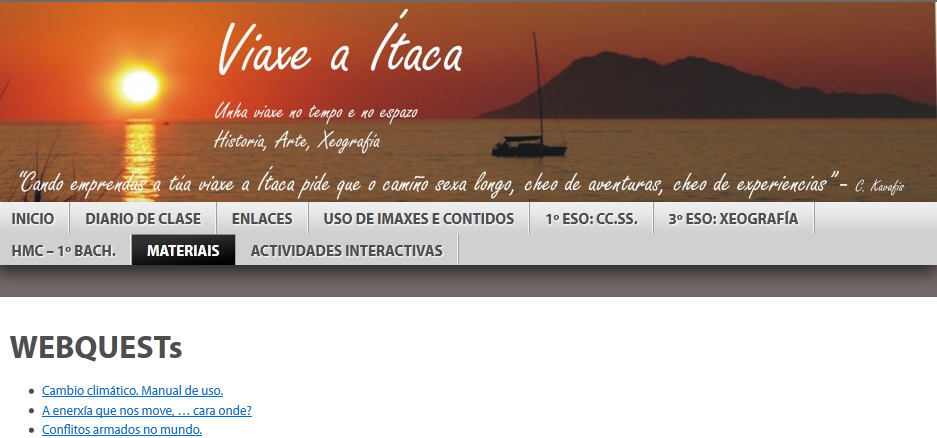 Viaxe a Ítaca
Unha viaxe no tempo e no espazo
Historia, Arte, Xeografía
"Cando emprendas a túa viaxe a Ítaca pide que o camiño sexa longo, cheo de aventuras, cheo de experiencias" - C. Kavafis
INICIO DIARIO DE CLASE ENLACES USO DE IMAXES E CONTIDOS 1º ESO: CC.SS. 3º ESO: XEOGRAFÍA
HMC – 1º BACH. MATERIAIS ACTIVIDADES INTERACTIVAS
WEBQUESTs
Cambio climático. Manual de uso.
A enerxía que nos move, … cara onde?
Conflitos armados no mundo.